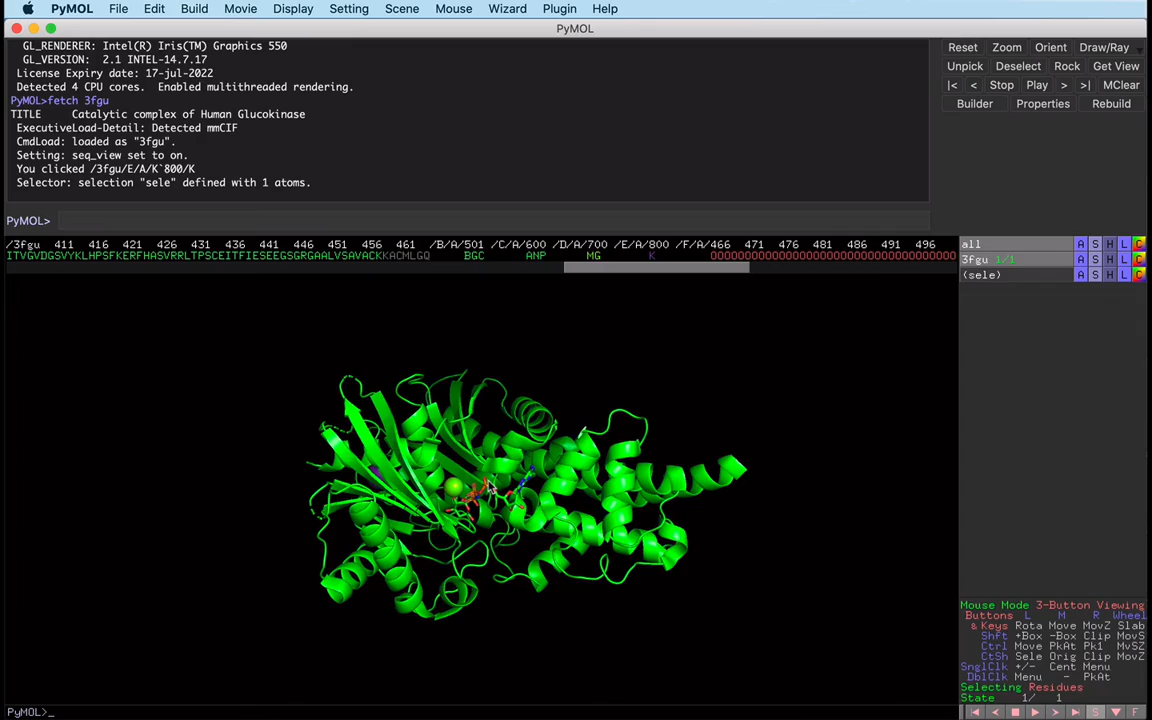 PyMOL File Edit Build Movie Display Setting Scene Mouse Wizard Plugin Help
PyMOL
GL_RENDERER: Intel(R) Iris(TM) Graphics 550
GL_VERSION: 2.1 INTEL-14.7.17
License Expiry date: 17-jul-2022
Detected 4 CPU cores. Enabled multithreaded rendering.
PyMOL>fetch 3fgu
TITLE Catalytic complex of Human Glucokinase
ExecutiveLoad-Detail: Detected mmCIF
CmdLoad: loaded as "3fgu".
Setting: seq_view set to on.
You clicked /3fgu/E/A/K`800/K
Selector: selection "sele" defined with 1 atoms.
PyMOL>
Reset Zoom Orient Draw/Ray
Unpick Deselect Rock Get View
|< < Stop Play > >| MClear
Builder Properties Rebuild
/3fgu 411 416 421 426 431 436 441 446 451 456 461 /B/A/501 /C/A/600 /D/A/700 /E/A/800 /F/A/466 471 476 481 486 491 496
ITVGVDGSVYKLHPSFKERFHASVRRLTPSCEITFIESEEGSGRGAALVSAVACKKACMLGQ BGC ANP MG K OOOOOOOOOOOOOOOOOOOOOOOOOOOOOOOOOOO
all A S H L C
3fgu 1/1 A S H L C
(sele) A S H L C
Mouse Mode 3-Button Viewing
Buttons L M R Wheel
& Keys Rota Move MovZ Slab
Shft +Box -Box Clip MovS
Ctrl Move PkAt Pk1 MvSZ
CtSh Sele Orig Clip MovZ
SnglClk +/- Cent Menu
DblClk Menu - PkAt
Selecting Residues
State 1/ 1
PyMOL>_
S F